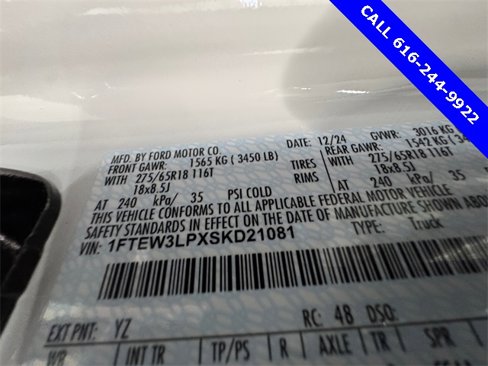 CALL 616-244-9922
MFD. BY FORD MOTOR CO. DATE: 12/24 GVWR: 3016 KG
FRONT GAWR: 1565 KG ( 3450 LB) REAR GAWR: 1542 KG
WITH 275/65R18 116T TIRES WITH 275/65R18 116T
18x8.5J RIMS 18x8.5J
AT 240 kPa/ 35 PSI COLD AT 240 kPa/ 35
THIS VEHICLE CONFORMS TO ALL APPLICABLE FEDERAL MOTOR VEHICLE
SAFETY STANDARDS IN EFFECT ON THE DATE OF MANUFACTURE SHOWN ABOVE
VIN: 1FTEW3LPXSKD21081 TYPE: Truck
EXT PNT: YZ RC: 48 DSO:
WB INT TR TP/PS R AXLE TR SPR